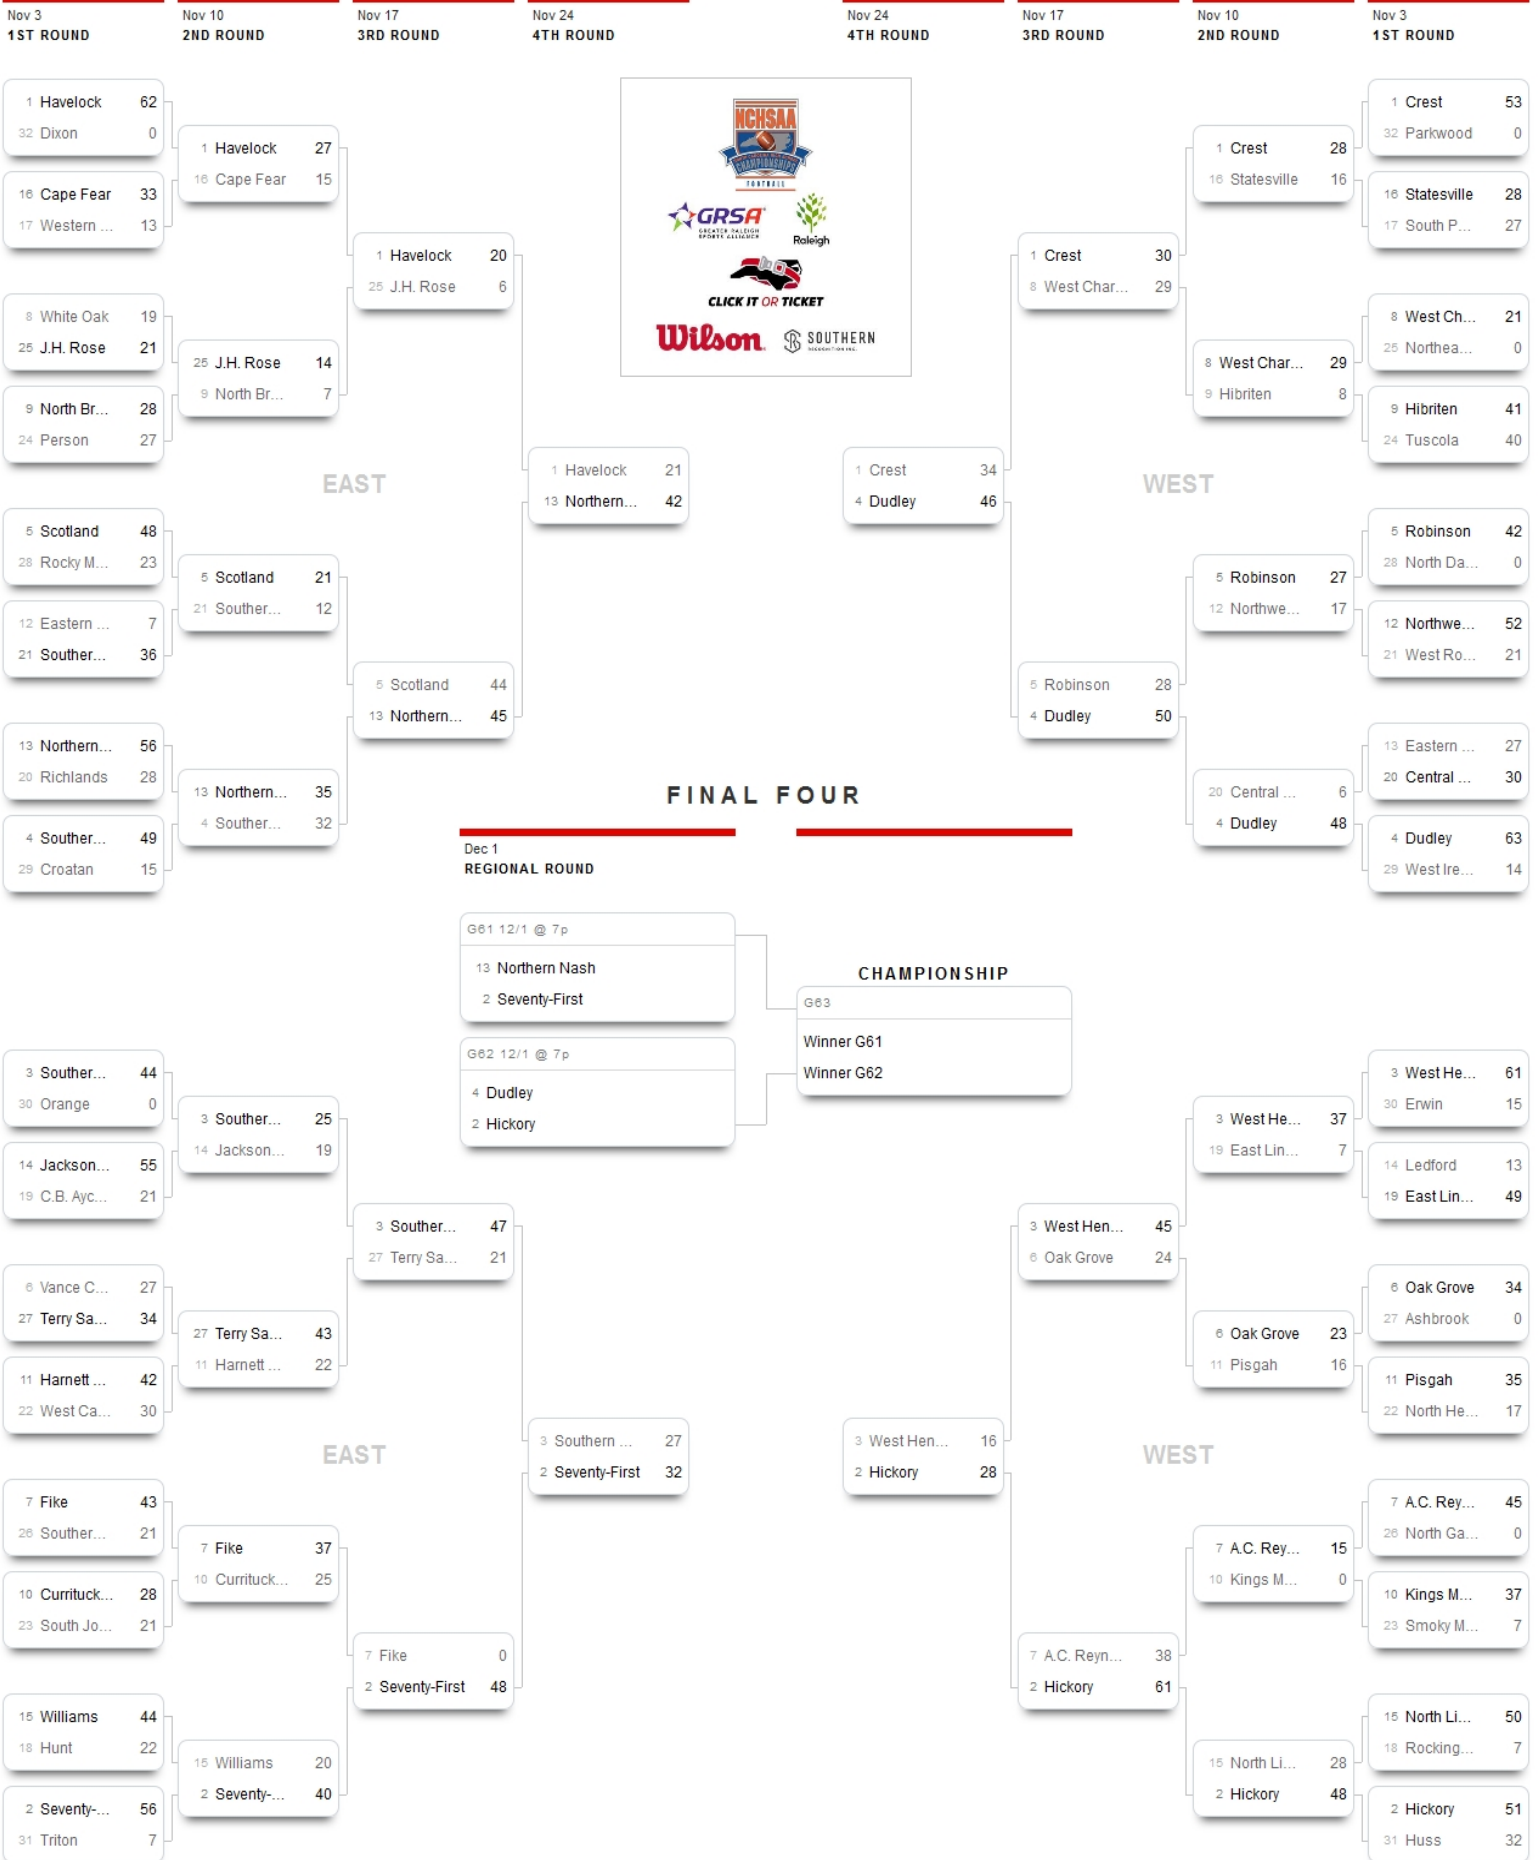 Nov 3
1ST ROUND
Nov 10
2ND ROUND
Nov 17
3RD ROUND
Nov 24
4TH ROUND
Nov 24
4TH ROUND
Nov 17
3RD ROUND
Nov 10
2ND ROUND
Nov 3
1ST ROUND
1 Havelock 62
32 Dixon 0
16 Cape Fear 33
17 Western ... 13
8 White Oak 19
25 J.H. Rose 21
9 North Br... 28
24 Person 27
5 Scotland 48
28 Rocky M... 23
12 Eastern ... 7
21 Souther... 36
13 Northern... 56
20 Richlands 28
4 Souther... 49
29 Croatan 15
1 Havelock 27
16 Cape Fear 15
25 J.H. Rose 14
9 North Br... 7
5 Scotland 21
21 Souther... 12
13 Northern... 35
4 Souther... 32
1 Havelock 20
25 J.H. Rose 6
5 Scotland 44
13 Northern... 45
EAST
1 Havelock 21
13 Northern... 42
NCHSAA
CHAMPIONSHIPS
FOOTBALL
GRSA
GREATER RALEIGH
SPORTS ALLIANCE
Raleigh
CLICK IT OR TICKET
Wilson
SOUTHERN
RECOGNITION INC.
1 Crest 34
4 Dudley 46
WEST
1 Crest 30
8 West Char... 29
5 Robinson 28
4 Dudley 50
1 Crest 28
16 Statesville 16
8 West Char... 29
9 Hibriten 8
5 Robinson 27
12 Northwe... 17
20 Central ... 6
4 Dudley 48
1 Crest 53
32 Parkwood 0
16 Statesville 28
17 South P... 27
8 West Ch... 21
25 Northea... 0
9 Hibriten 41
24 Tuscola 40
5 Robinson 42
28 North Da... 0
12 Northwe... 52
21 West Ro... 21
13 Eastern ... 27
20 Central ... 30
4 Dudley 63
29 West Ire... 14
FINAL FOUR
Dec 1
REGIONAL ROUND
G61 12/1 @ 7p
13 Northern Nash
2 Seventy-First
G62 12/1 @ 7p
4 Dudley
2 Hickory
CHAMPIONSHIP
G63
Winner G61
Winner G62
3 Souther... 44
30 Orange 0
14 Jackson... 55
19 C.B. Ayc... 21
6 Vance C... 27
27 Terry Sa... 34
11 Harnett ... 42
22 West Ca... 30
7 Fike 43
26 Souther... 21
10 Currituck... 28
23 South Jo... 21
15 Williams 44
18 Hunt 22
2 Seventy-... 56
31 Triton 7
3 Souther... 25
14 Jackson... 19
27 Terry Sa... 43
11 Harnett ... 22
7 Fike 37
10 Currituck... 25
15 Williams 20
2 Seventy-... 40
3 Souther... 47
27 Terry Sa... 21
7 Fike 0
2 Seventy-First 48
EAST
3 Southern ... 27
2 Seventy-First 32
3 West Hen... 16
2 Hickory 28
WEST
3 West Hen... 45
6 Oak Grove 24
7 A.C. Reyn... 38
2 Hickory 61
3 West He... 37
19 East Lin... 7
6 Oak Grove 23
11 Pisgah 16
7 A.C. Rey... 15
10 Kings M... 0
15 North Li... 28
2 Hickory 48
3 West He... 61
30 Erwin 15
14 Ledford 13
19 East Lin... 49
6 Oak Grove 34
27 Ashbrook 0
11 Pisgah 35
22 North He... 17
7 A.C. Rey... 45
26 North Ga... 0
10 Kings M... 37
23 Smoky M... 7
15 North Li... 50
18 Rocking... 7
2 Hickory 51
31 Huss 32